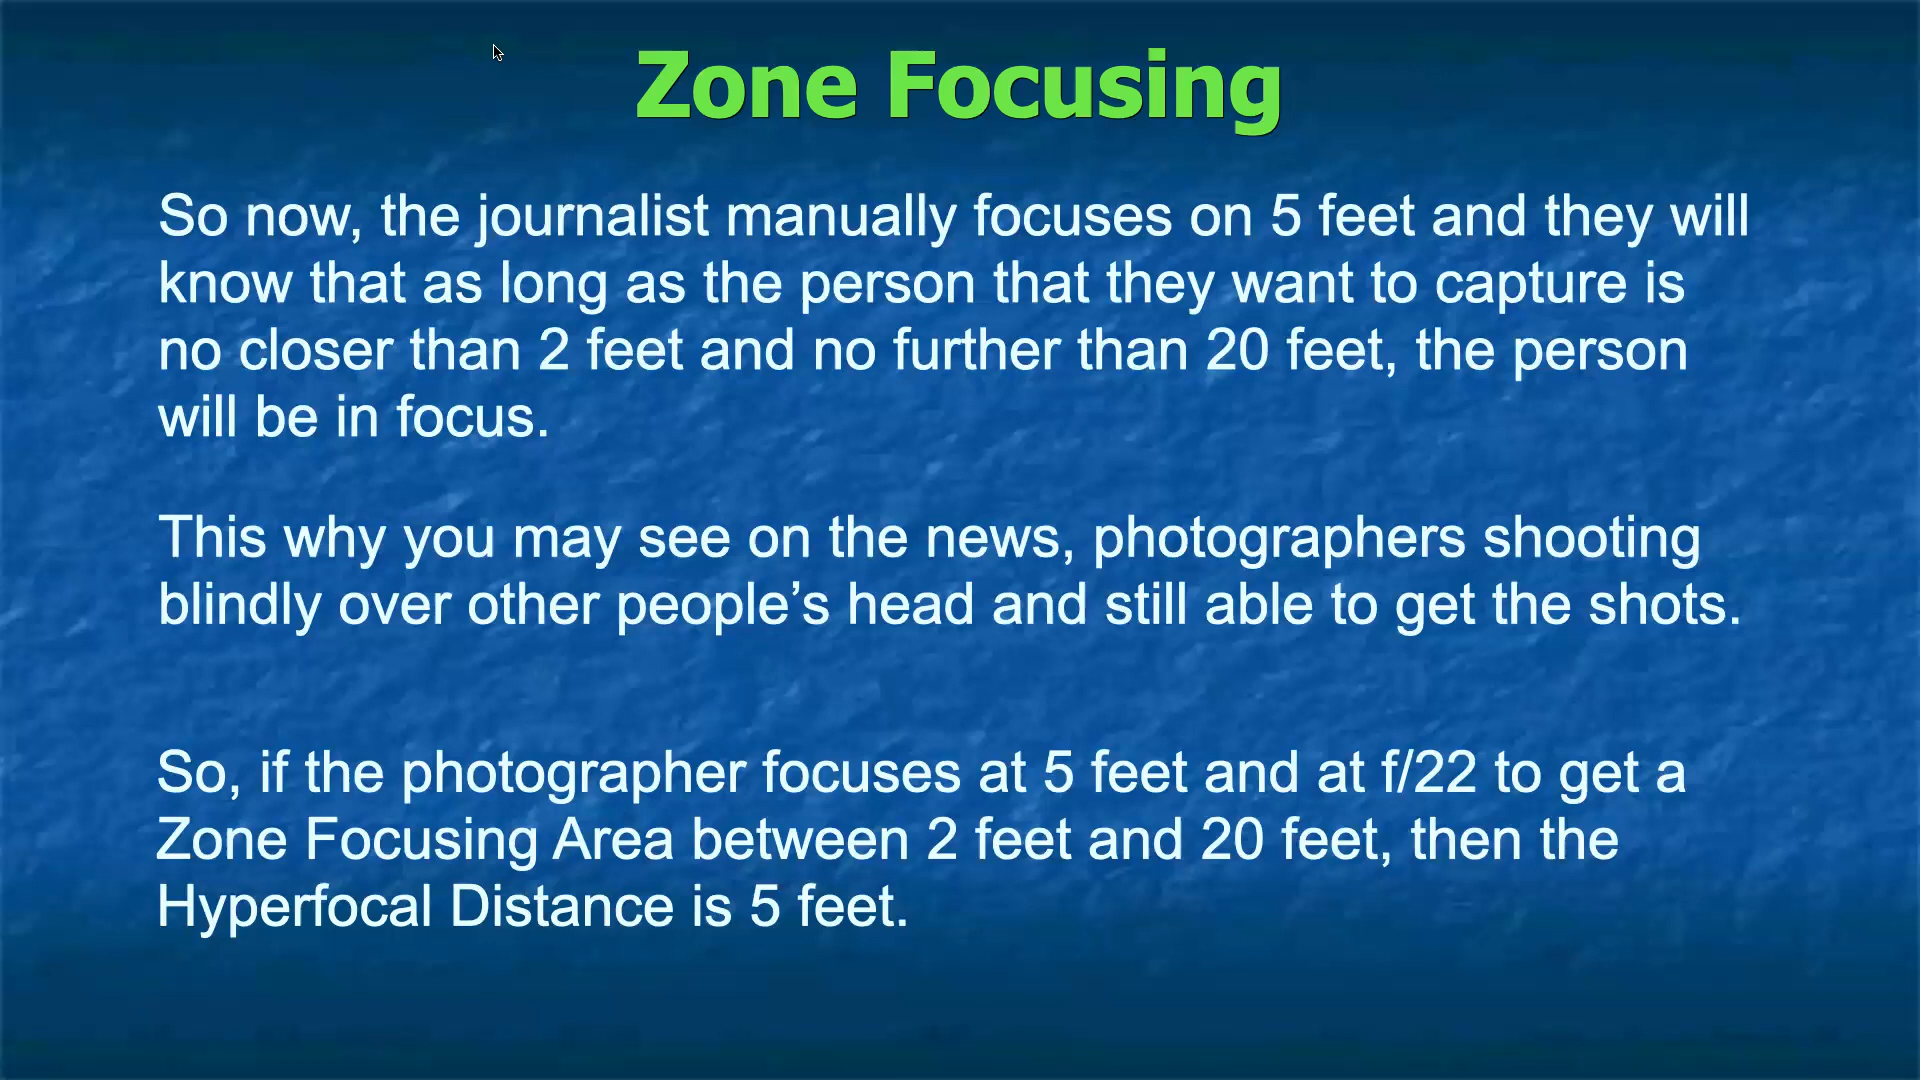 Zone Focusing
So now, the journalist manually focuses on 5 feet and they will
know that as long as the person that they want to capture is
no closer than 2 feet and no further than 20 feet, the person
will be in focus.
This why you may see on the news, photographers shooting
blindly over other people’s head and still able to get the shots.
So, if the photographer focuses at 5 feet and at f/22 to get a
Zone Focusing Area between 2 feet and 20 feet, then the
Hyperfocal Distance is 5 feet.